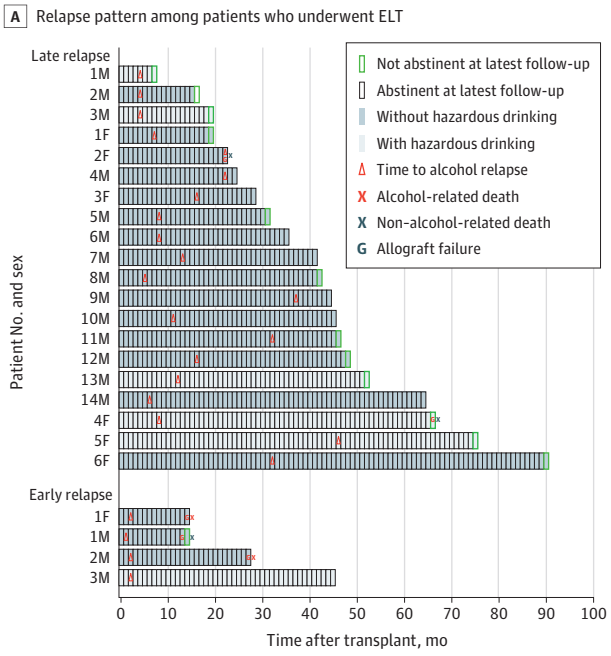 A Relapse pattern among patients who underwent ELT
Late relapse
1M
2M
3M
1F
2F
4M
3F
5M
6M
7M
8M
9M
10M
11M
12M
13M
14M
4F
5F
6F
Early relapse
1F
1M
2M
3M
Patient No. and sex
Not abstinent at latest follow-up
Abstinent at latest follow-up
Without hazardous drinking
With hazardous drinking
Time to alcohol relapse
X Alcohol-related death
X Non-alcohol-related death
G Allograft failure
0 10 20 30 40 50 60 70 80 90 100
Time after transplant, mo